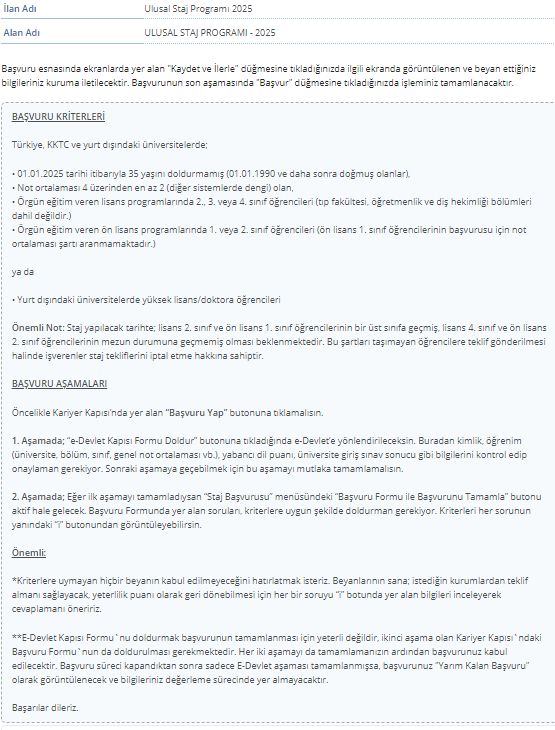 İlan Adı Ulusal Staj Programı 2025
Alan Adı ULUSAL STAJ PROGRAMI - 2025
Başvuru esnasında ekranlarda yer alan "Kaydet ve İlerle" düğmesine tıkladığınızda ilgili ekranda görüntülenen ve beyan ettiğiniz
bilgileriniz kuruma iletilecektir. Başvurunun son aşamasında "Başvur" düğmesine tıkladığınızda işleminiz tamamlanacaktır.
BAŞVURU KRİTERLERİ
Türkiye, KKTC ve yurt dışındaki üniversitelerde;
• 01.01.2025 tarihi itibarıyla 35 yaşını doldurmamış (01.01.1990 ve daha sonra doğmuş olanlar),
• Not ortalaması 4 üzerinden en az 2 (diğer sistemlerde dengi) olan,
• Örgün eğitim veren lisans programlarında 2., 3. veya 4. sınıf öğrencileri (tıp fakültesi, öğretmenlik ve diş hekimliği bölümleri
dahil değildir.)
• Örgün eğitim veren ön lisans programlarında 1. veya 2. sınıf öğrencileri (ön lisans 1. sınıf öğrencilerinin başvurusu için not
ortalaması şartı aranmamaktadır.)
ya da
• Yurt dışındaki üniversitelerde yüksek lisans/doktora öğrencileri
Önemli Not: Staj yapılacak tarihte; lisans 2. sınıf ve ön lisans 1. sınıf öğrencilerinin bir üst sınıfa geçmiş, lisans 4. sınıf ve ön lisans
2. sınıf öğrencilerinin mezun durumuna geçmemiş olması beklenmektedir. Bu şartları taşımayan öğrencilere teklif gönderilmesi
halinde işverenler staj tekliflerini iptal etme hakkına sahiptir.
BAŞVURU AŞAMALARI
Öncelikle Kariyer Kapısı'nda yer alan "Başvuru Yap" butonuna tıklamalısın.
1. Aşamada; "e-Devlet Kapısı Formu Doldur" butonuna tıkladığında e-Devlet'e yönlendirileceksin. Buradan kimlik, öğrenim
(üniversite, bölüm, sınıf, genel not ortalaması vb.), yabancı dil puanı, üniversite giriş sınav sonucu gibi bilgilerini kontrol edip
onaylaman gerekiyor. Sonraki aşamaya geçebilmek için bu aşamayı mutlaka tamamlamalısın.
2. Aşamada; Eğer ilk aşamayı tamamladıysan "Staj Başvurusu" menüsündeki "Başvuru Formu ile Başvurunu Tamamla" butonu
aktif hale gelecek. Başvuru Formunda yer alan soruları, kriterlere uygun şekilde doldurman gerekiyor. Kriterleri her sorunun
yanındaki "i" butonundan görüntüleyebilirsin.
Önemli:
*Kriterlere uymayan hiçbir beyanın kabul edilmeyeceğini hatırlatmak isteriz. Beyanlarının sana; istediğin kurumlardan teklif
almanı sağlayacak, yeterlilik puanı olarak geri dönebilmesi için her bir soruyu "i" botunda yer alan bilgileri inceleyerek
cevaplamanı öneririz.
**E-Devlet Kapısı Formu`nu doldurmak başvurunun tamamlanması için yeterli değildir, ikinci aşama olan Kariyer Kapısı`ndaki
Başvuru Formu`nun da doldurulması gerekmektedir. Her iki aşamayı da tamamlamanızın ardından başvurunuz kabul
edilecektir. Başvuru süreci kapandıktan sonra sadece E-Devlet aşaması tamamlanmışsa, başvurunuz "Yarım Kalan Başvuru"
olarak görüntülenecek ve bilgileriniz değerleme sürecinde yer almayacaktır.
Başarılar dileriz.